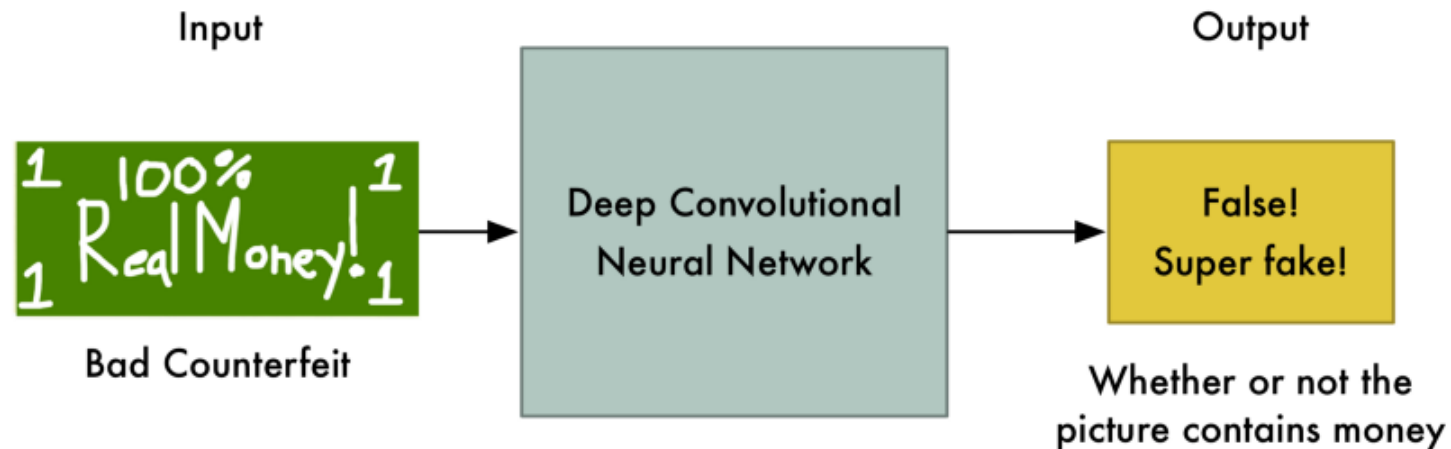 Input
Output
1 100% 1
Real Money!
1 1
Bad Counterfeit
Deep Convolutional
Neural Network
False!
Super fake!
Whether or not the
picture contains money